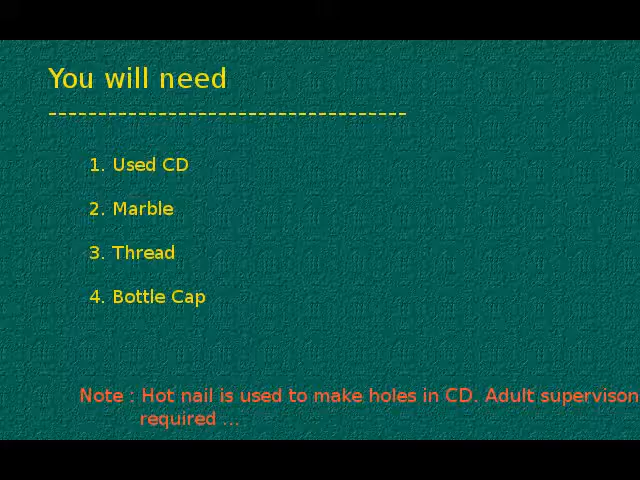 You will need
------------------------------------
1. Used CD
2. Marble
3. Thread
4. Bottle Cap
Note : Hot nail is used to make holes in CD. Adult supervison
required ...